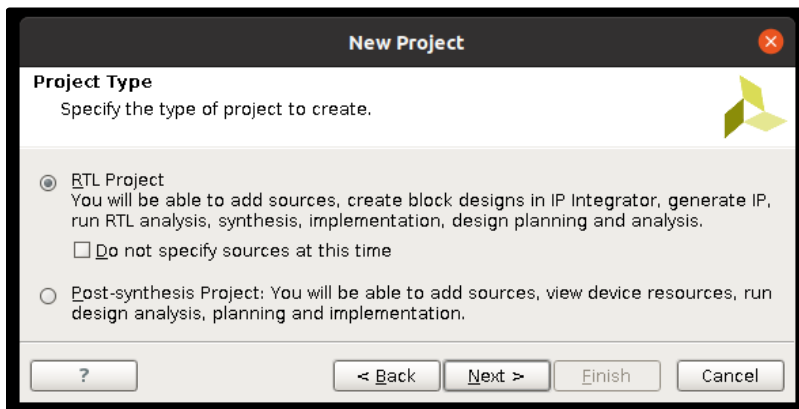 New Project
Project Type
Specify the type of project to create.
RTL Project
You will be able to add sources, create block designs in IP Integrator, generate IP,
run RTL analysis, synthesis, implementation, design planning and analysis.
Do not specify sources at this time
Post-synthesis Project: You will be able to add sources, view device resources, run
design analysis, planning and implementation.
? < Back Next > Finish Cancel